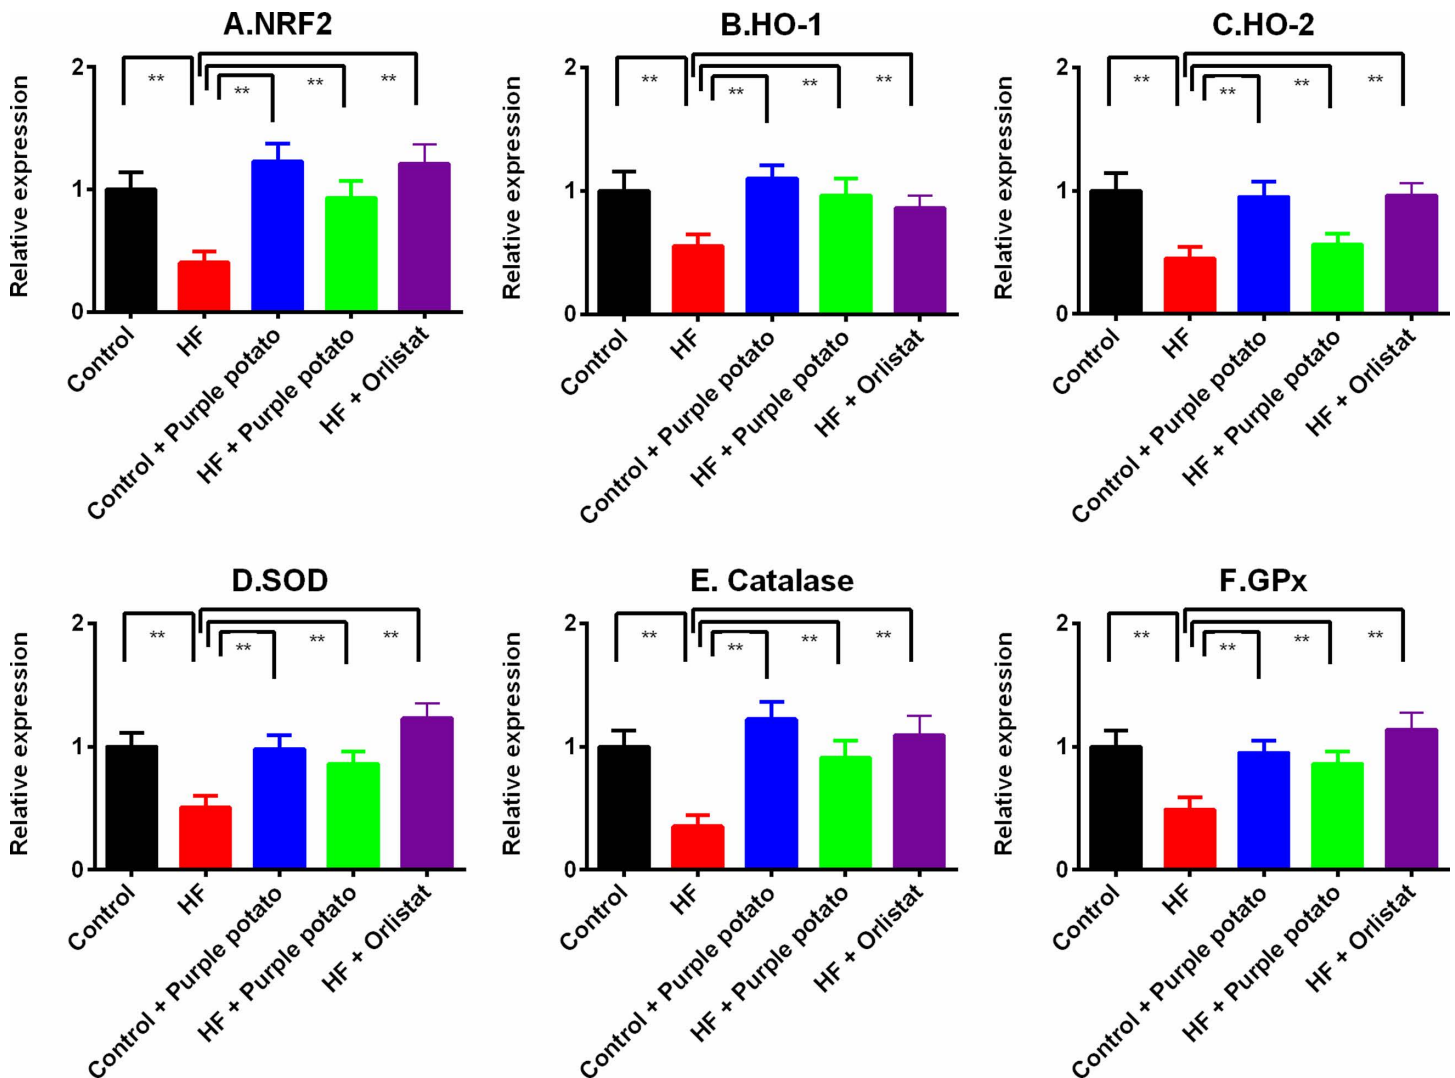 A.NRF2
Relative expression
2
1
0
** ** ** **
Control
HF
Control + Purple potato
HF + Purple potato
HF + Orlistat
B.HO-1
Relative expression
2
1
0
** ** ** **
Control
HF
Control + Purple potato
HF + Purple potato
HF + Orlistat
C.HO-2
Relative expression
2
1
0
** ** ** **
Control
HF
Control + Purple potato
HF + Purple potato
HF + Orlistat
D.SOD
Relative expression
2
1
0
** ** ** **
Control
HF
Control + Purple potato
HF + Purple potato
HF + Orlistat
E. Catalase
Relative expression
2
1
0
** ** ** **
Control
HF
Control + Purple potato
HF + Purple potato
HF + Orlistat
F.GPx
Relative expression
2
1
0
** ** ** **
Control
HF
Control + Purple potato
HF + Purple potato
HF + Orlistat